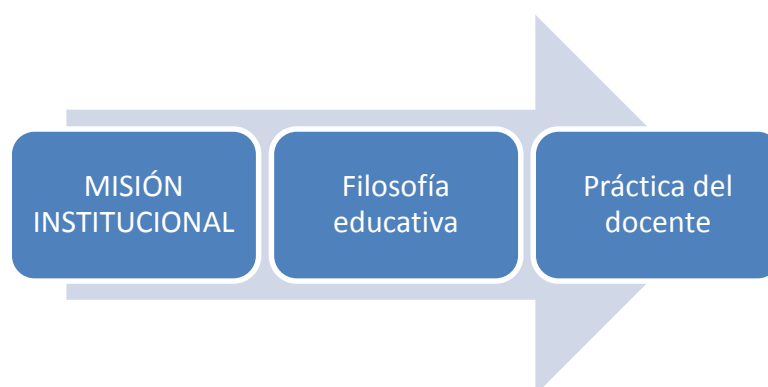 MISIÓN
INSTITUCIONAL
Filosofía
educativa
Práctica del
docente